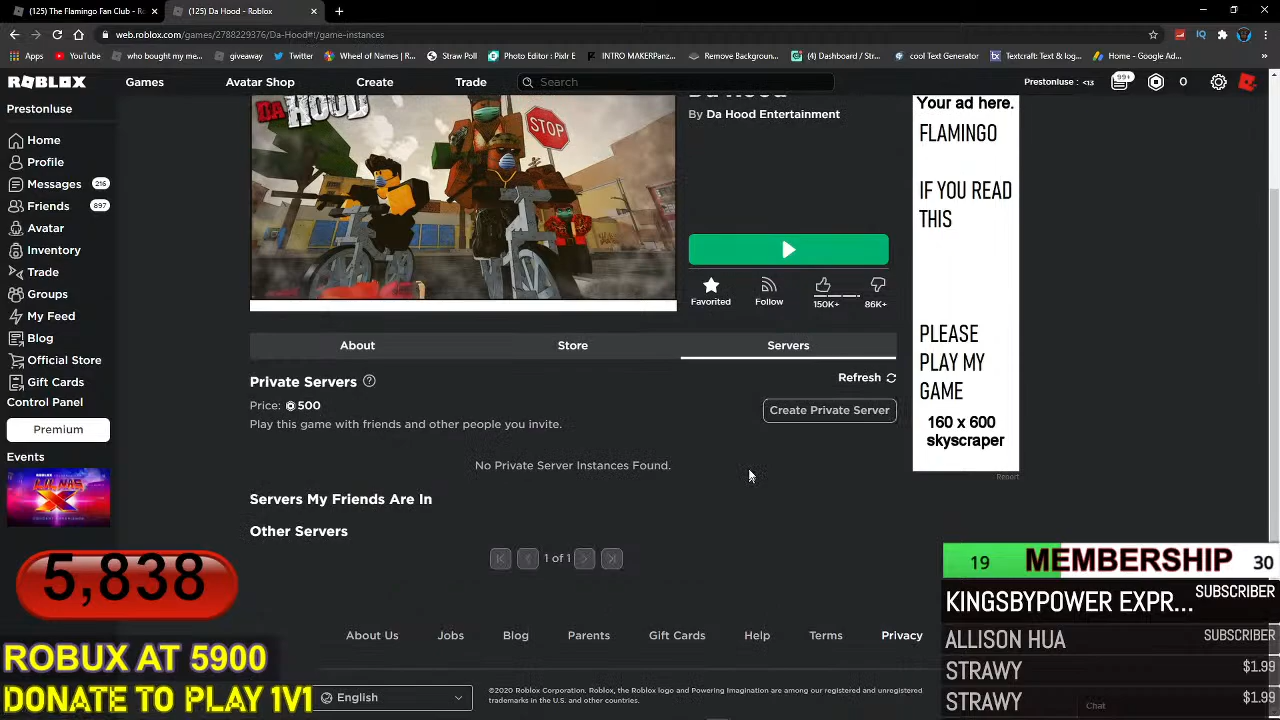 (125) The Flamingo Fan Club - Ro
(125) Da-Hood
web.roblox.com/games/2788229376/Da-Hood#!/game-instances
Apps
YouTube
who bought my me...
giveaway
Twitter
Wheel of Names | R...
Straw Poll
Photo Editor : Pixlr E
INTRO MAKERPanz...
Remove Background...
(4) Dashboard / Str...
cool Text Generator
Textcraft: Text & log...
Home - Google Ad...
ROBLOX
Games
Avatar Shop
Create
Trade
Search
Prestonluse : <13
99+
0
Prestonluse
Home
Profile
Messages 216
Friends 897
Avatar
Inventory
Trade
Groups
My Feed
Blog
Official Store
Gift Cards
Control Panel
Premium
Events
DA HOOD
STOP
Da Hood
By Da Hood Entertainment
Favorited
Follow
150K+
86K+
About
Store
Servers
Private Servers
Refresh
Price: 500
Create Private Server
Play this game with friends and other people you invite.
No Private Server Instances Found.
Servers My Friends Are In
Other Servers
1 of 1
Your ad here.
FLAMINGO
IF YOU READ
THIS
PLEASE
PLAY MY
GAME
160 x 600
skyscraper
Report
About Us
Jobs
Blog
Parents
Gift Cards
Help
Terms
Privacy
English
©2020 Roblox Corporation. Roblox, the Roblox logo and Powering Imagination are among our registered and unregistered
trademarks in the U.S. and other countries.
Chat
5,838
ROBUX AT 5900
DONATE TO PLAY 1V1
19 MEMBERSHIP 30
KINGSBYPOWER EXPR... SUBSCRIBER
ALLISON HUA SUBSCRIBER
STRAWY $1.99
STRAWY $1.99